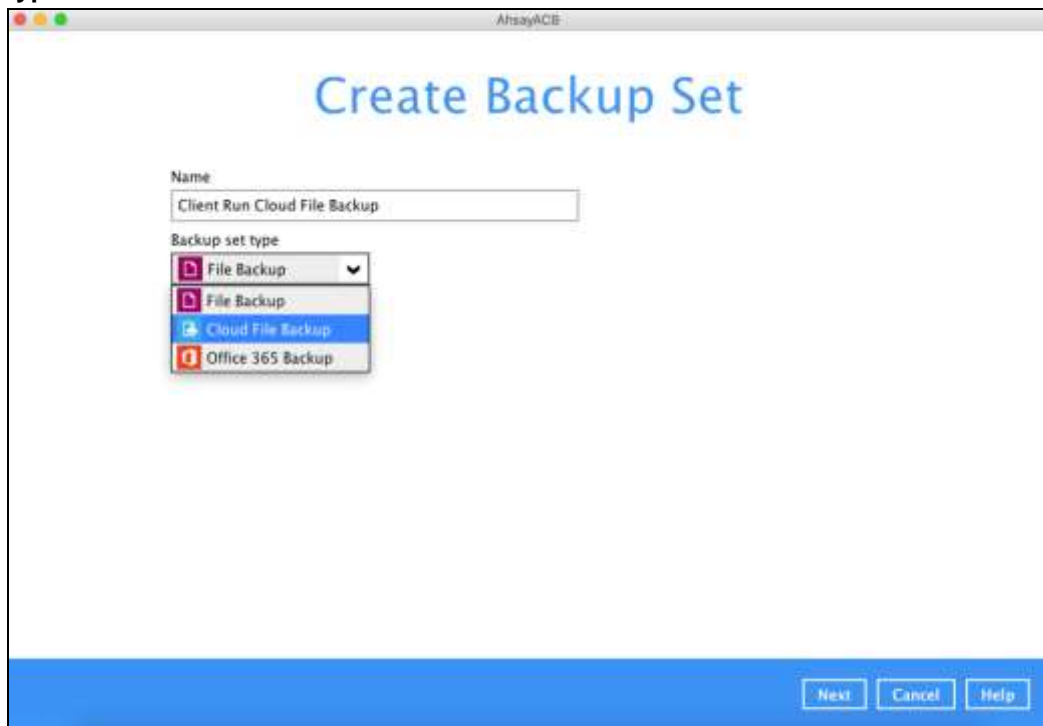 AhsayACB
Create Backup Set
Name
Client Run Cloud File Backup
Backup set type
File Backup
File Backup
Cloud File Backup
Office 365 Backup
Next Cancel Help